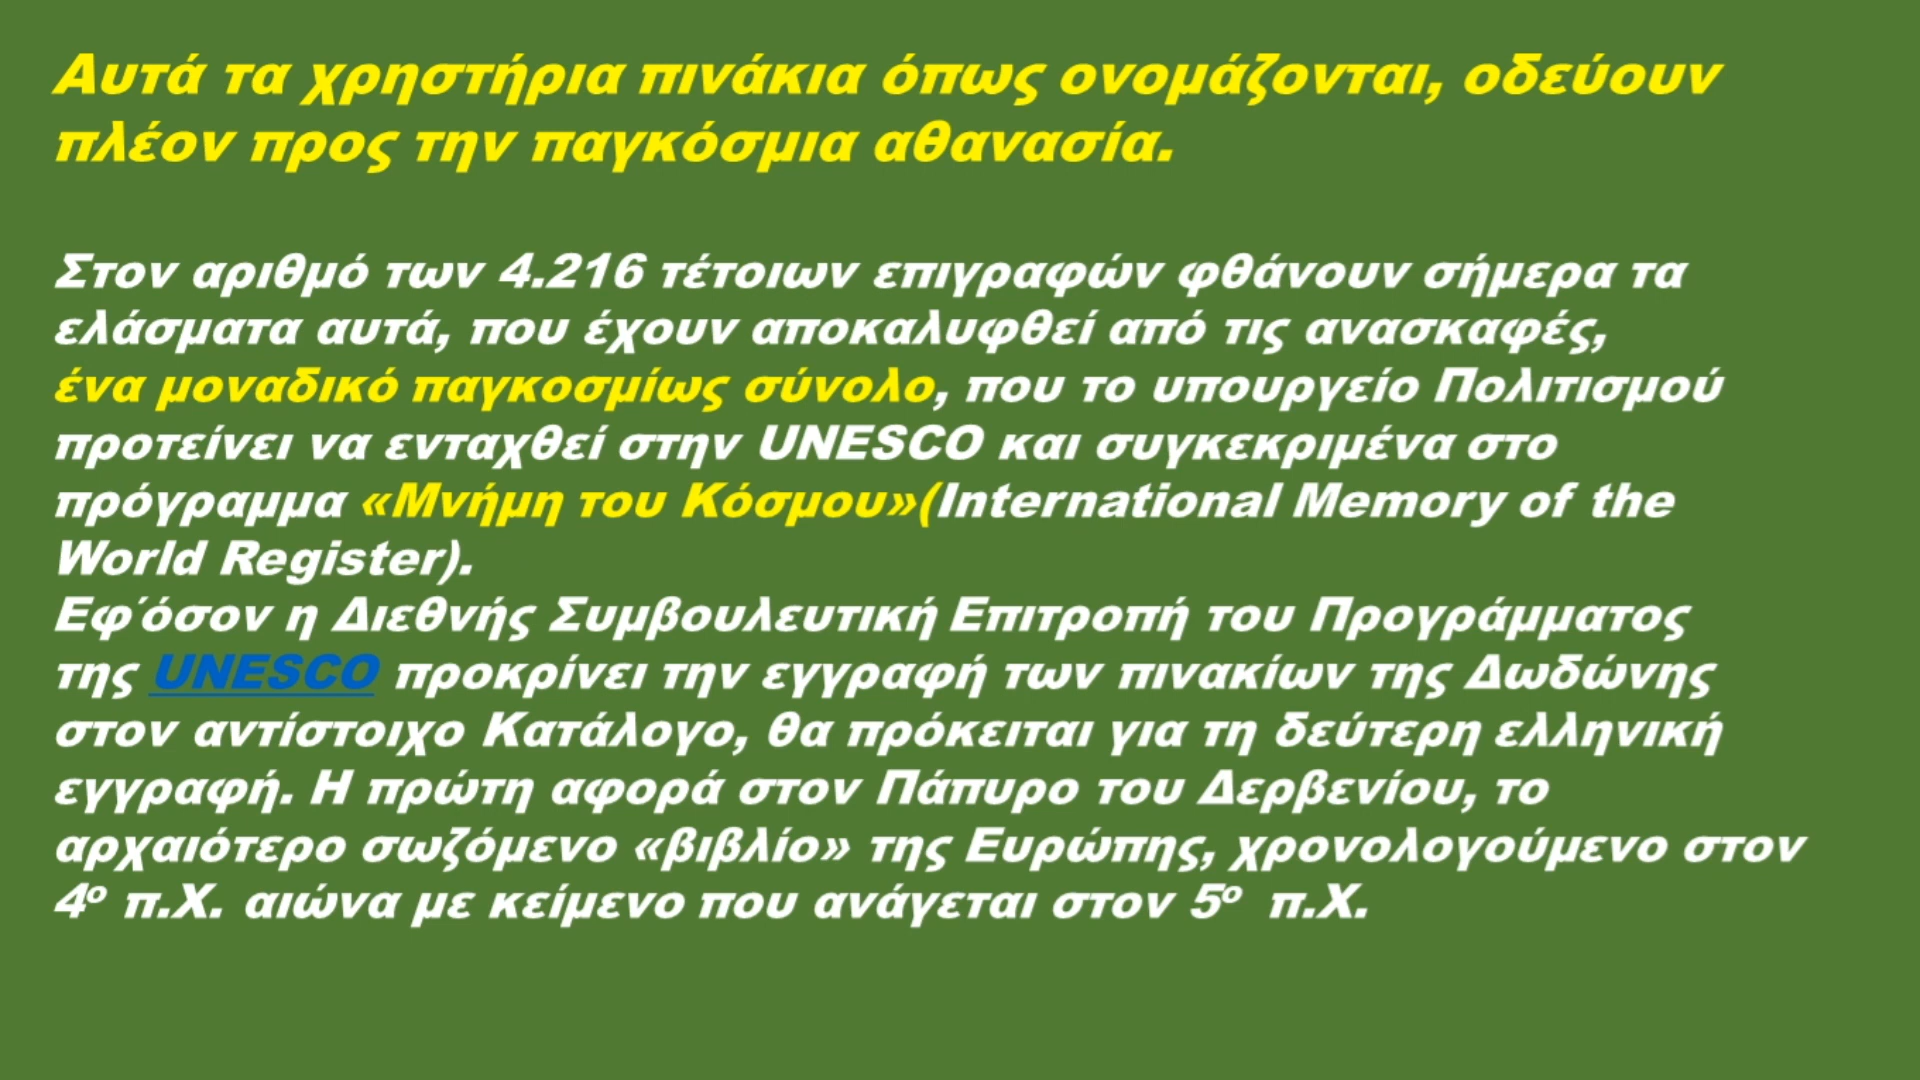 Αυτά τα χρηστήρια πινάκια όπως ονομάζονται, οδεύουν
πλέον προς την παγκόσμια αθανασία.
Στον αριθμό των 4.216 τέτοιων επιγραφών φθάνουν σήμερα τα
ελάσματα αυτά, που έχουν αποκαλυφθεί από τις ανασκαφές,
ένα μοναδικό παγκοσμίως σύνολο, που το υπουργείο Πολιτισμού
προτείνει να ενταχθεί στην UNESCO και συγκεκριμένα στο
πρόγραμμα «Μνήμη του Κόσμου»(International Memory of the
World Register).
Εφ΄όσον η Διεθνής Συμβουλευτική Επιτροπή του Προγράμματος
της UNESCO προκρίνει την εγγραφή των πινακίων της Δωδώνης
στον αντίστοιχο Κατάλογο, θα πρόκειται για τη δεύτερη ελληνική
εγγραφή. Η πρώτη αφορά στον Πάπυρο του Δερβενίου, το
αρχαιότερο σωζόμενο «βιβλίο» της Ευρώπης, χρονολογούμενο στον
4ο π.Χ. αιώνα με κείμενο που ανάγεται στον 5ο π.Χ.